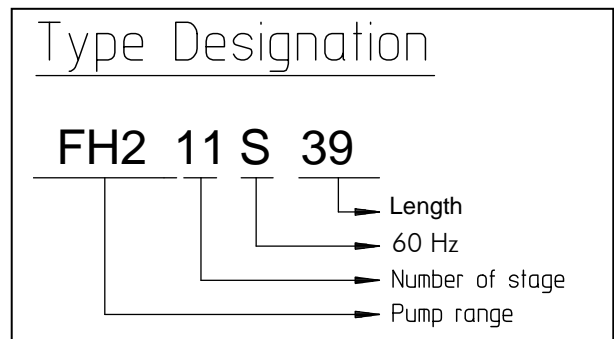 Type Designation
FH2 11 S 39
Length
60 Hz
Number of stage
Pump range